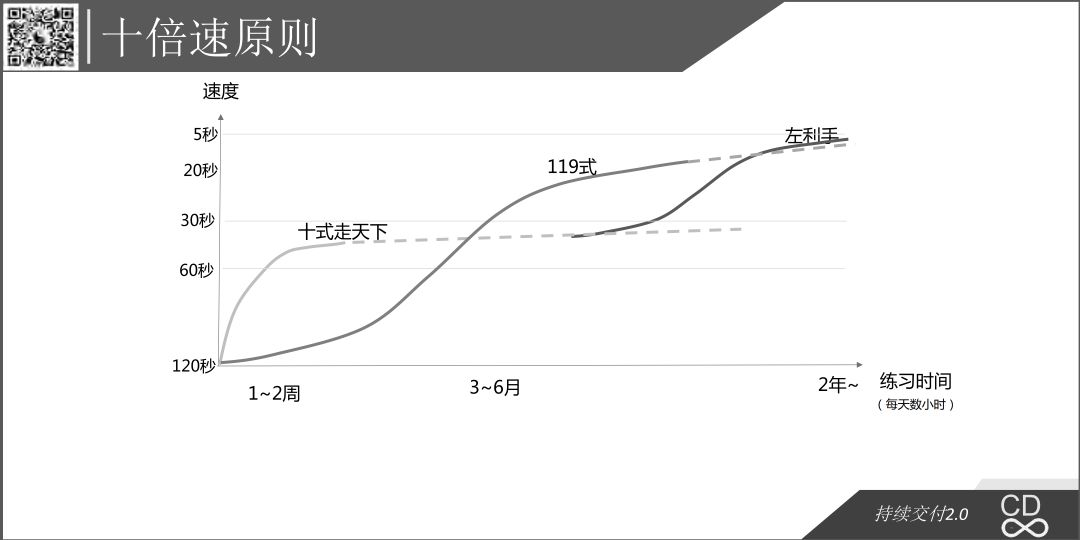 十倍速原则
速度
5秒
左利手
119式
20秒
30秒
十式走天下
60秒
120秒
1~2周
3~6月
2年~
练习时间
（每天数小时）
持续交付2.0
CD